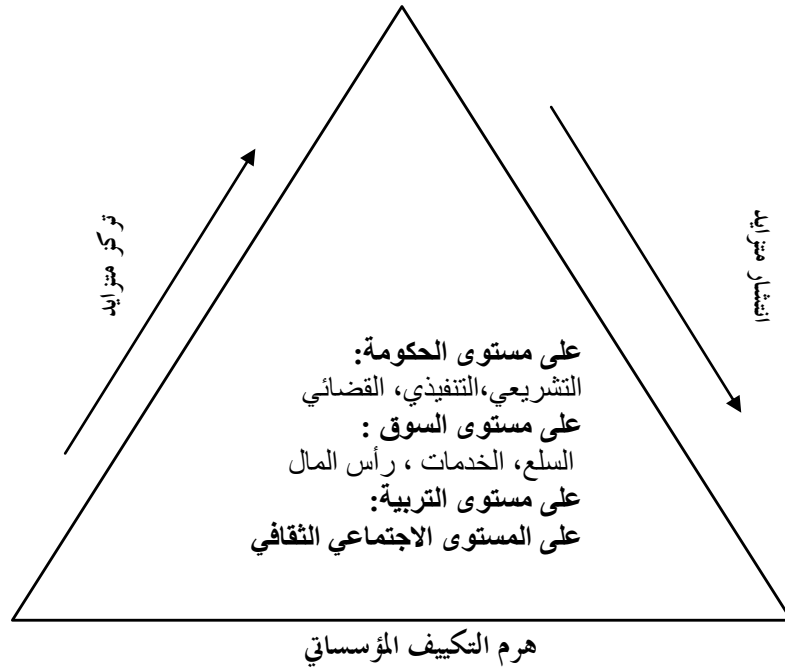 تركز متزايد
انتشار متزايد
على مستوى الحكومة:
التشريعي،التنفيذي، القضائي
على مستوى السوق :
السلع، الخدمات ، رأس المال
على مستوى التربية:
على المستوى الاجتماعي الثقافي
هرم التكييف المؤسساتي